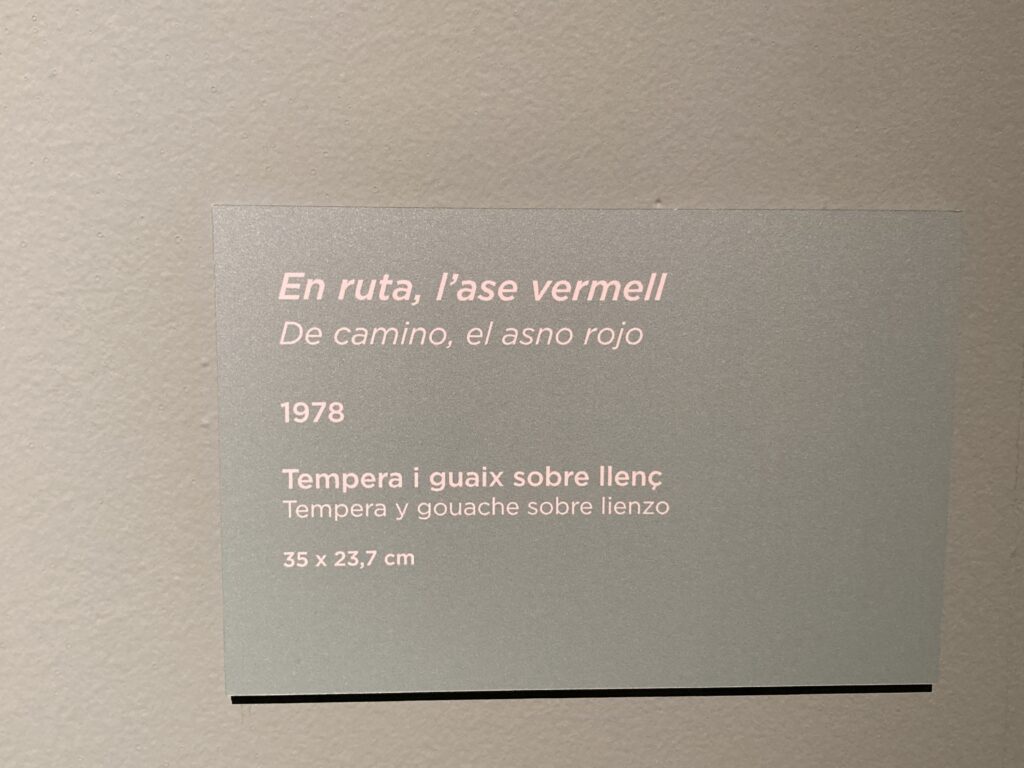 En ruta, l’ase vermell
De camino, el asno rojo
1978
Tempera i guaix sobre llenç
Tempera y gouache sobre lienzo
35 x 23,7 cm